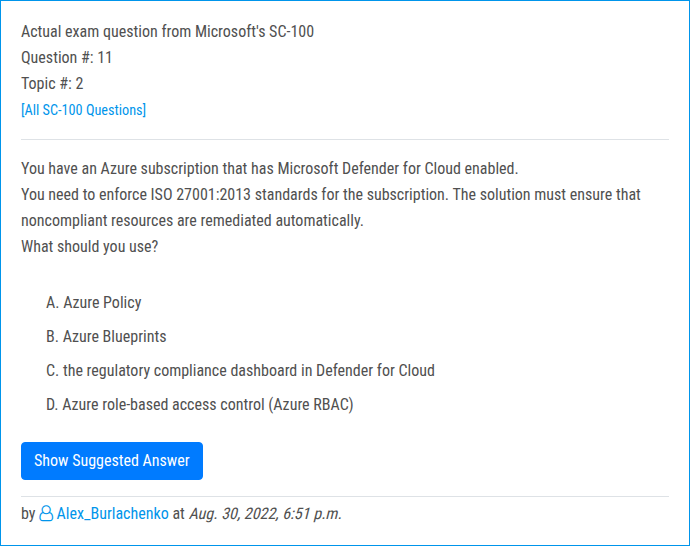 Actual exam question from Microsoft's SC-100
Question #: 11
Topic #: 2
[All SC-100 Questions]
You have an Azure subscription that has Microsoft Defender for Cloud enabled.
You need to enforce ISO 27001:2013 standards for the subscription. The solution must ensure that
noncompliant resources are remediated automatically.
What should you use?
A. Azure Policy
B. Azure Blueprints
C. the regulatory compliance dashboard in Defender for Cloud
D. Azure role-based access control (Azure RBAC)
Show Suggested Answer
by Alex_Burlachenko at Aug. 30, 2022, 6:51 p.m.